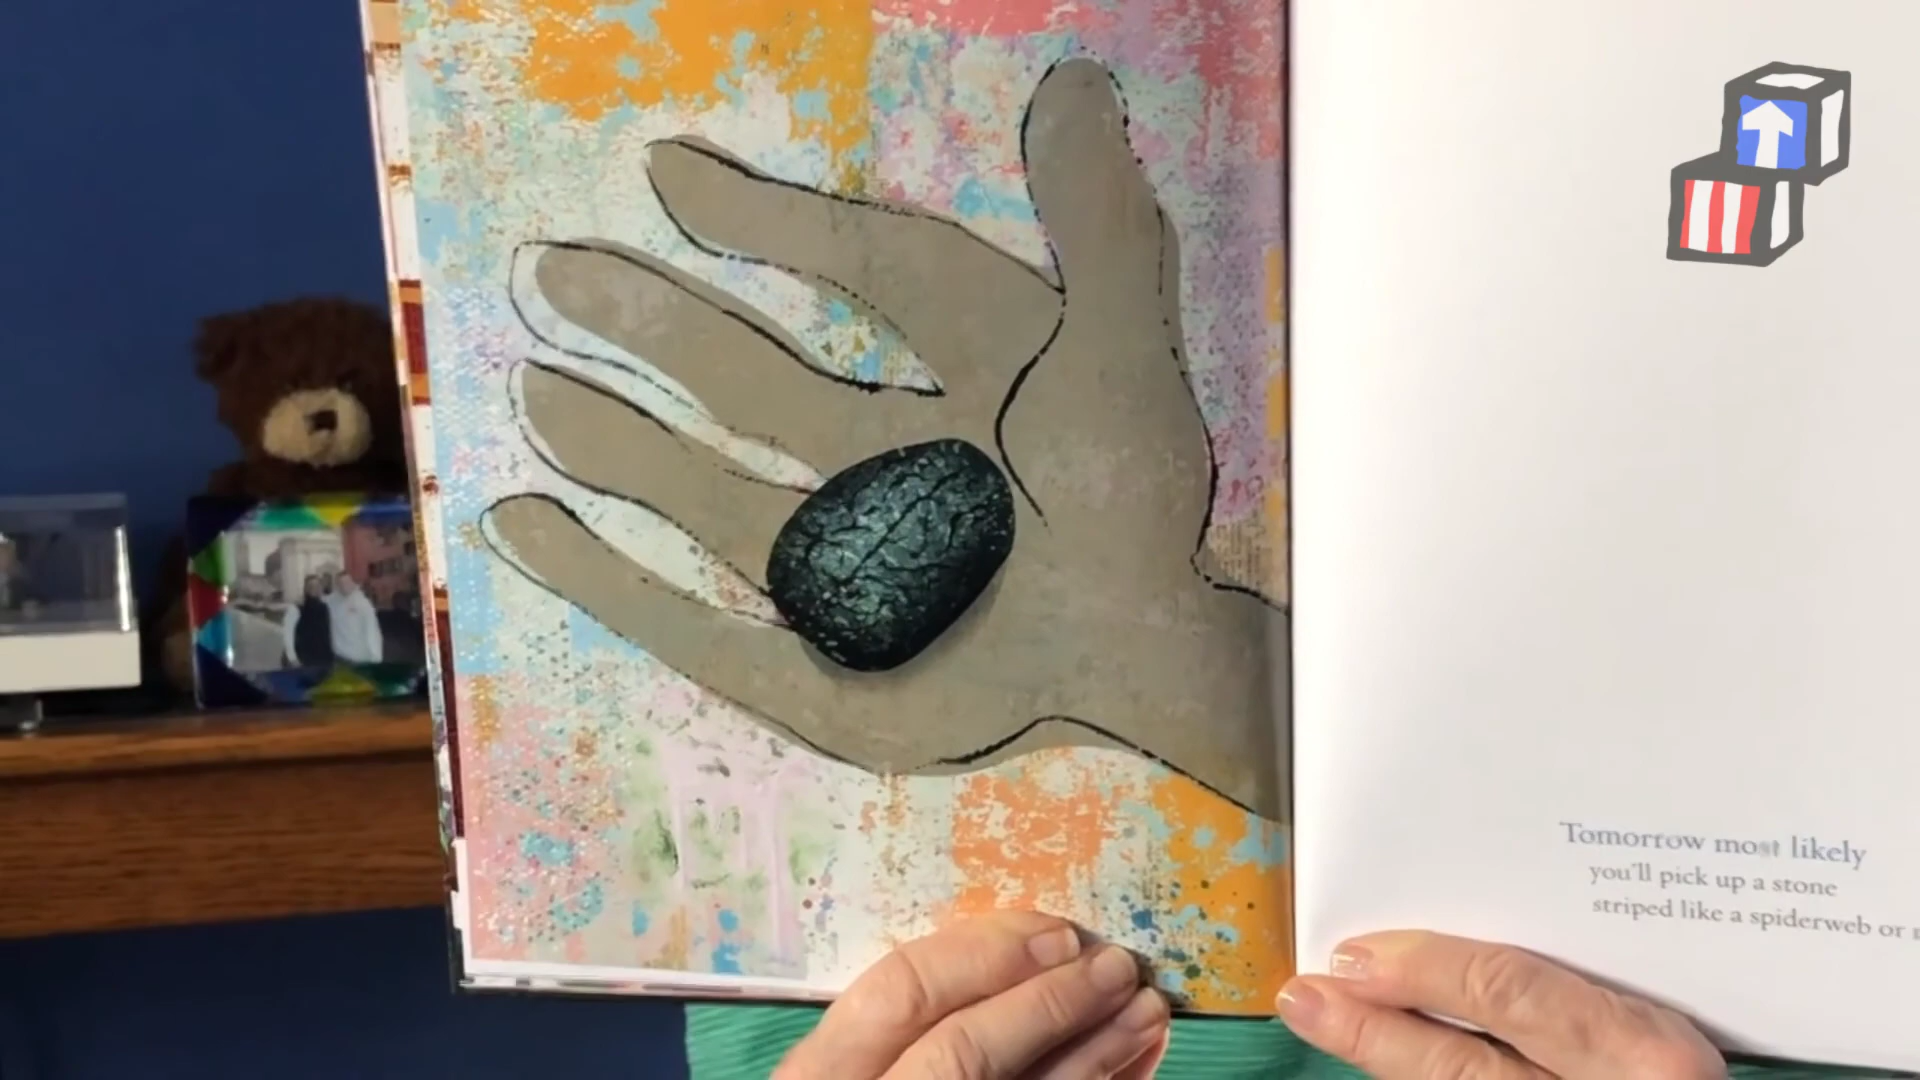 Tomorrow most likely
you'll pick up a stone
striped like a spiderweb or